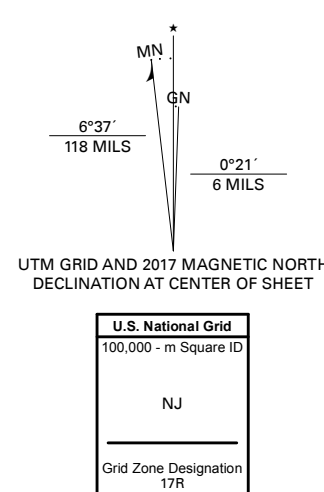 ★
MN
GN
6°37´
118 MILS
0°21´
6 MILS
UTM GRID AND 2017 MAGNETIC NORTH
DECLINATION AT CENTER OF SHEET
U.S. National Grid
100,000 - m Square ID
NJ
Grid Zone Designation
17R